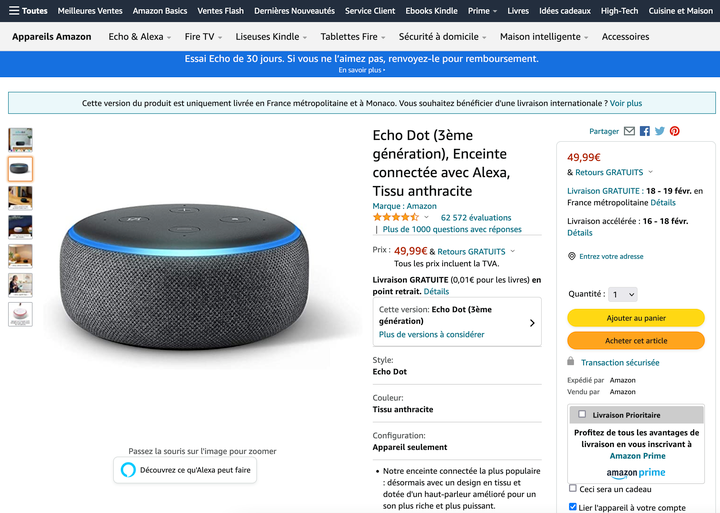 Toutes Meilleures Ventes Amazon Basics Ventes Flash Dernières Nouveautés Service Client Ebooks Kindle Prime Livres Idées cadeaux High-Tech Cuisine et Maison
Appareils Amazon Echo & Alexa Fire TV Liseuses Kindle Tablettes Fire Sécurité à domicile Maison intelligente Accessoires
Essai Echo de 30 jours. Si vous ne l'aimez pas, renvoyez-le pour remboursement.
En savoir plus ›
Cette version du produit est uniquement livrée en France métropolitaine et à Monaco. Vous souhaitez bénéficier d'une livraison internationale ? Voir plus
Echo Dot (3ème
génération), Enceinte
connectée avec Alexa,
Tissu anthracite
Marque : Amazon
62 572 évaluations
| Plus de 1000 questions avec réponses
Prix : 49,99€ & Retours GRATUITS
Tous les prix incluent la TVA.
Livraison GRATUITE (0,01€ pour les livres) en
point retrait. Détails
Cette version: Echo Dot (3ème
génération)
Plus de versions à considérer
Style:
Echo Dot
Couleur:
Tissu anthracite
Configuration:
Appareil seulement
• Notre enceinte connectée la plus populaire
: désormais avec un design en tissu et
dotée d'un haut-parleur amélioré pour un
son plus riche et plus puissant.
Passez la souris sur l'image pour zoomer
Découvrez ce qu'Alexa peut faire
Partager
49,99€
& Retours GRATUITS
Livraison GRATUITE : 18 - 19 févr. en
France métropolitaine Détails
Livraison accélérée : 16 - 18 févr.
Détails
Entrez votre adresse
Quantité : 1
Ajouter au panier
Acheter cet article
Transaction sécurisée
Expédié par Amazon
Vendu par Amazon
Livraison Prioritaire
Profitez de tous les avantages de
livraison en vous inscrivant à
Amazon Prime
amazon prime
Ceci sera un cadeau
Lier l'appareil à votre compte